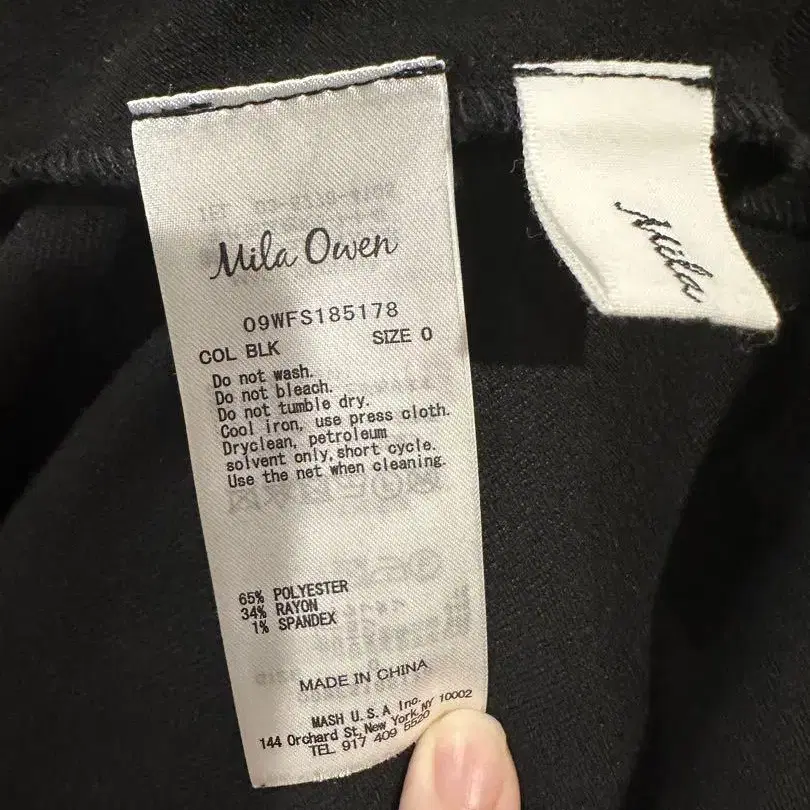 Mila Owen
09WFS185178
COL BLK SIZE 0
Do not wash.
Do not bleach.
Do not tumble dry.
Cool iron, use press cloth.
Dryclean, petroleum
solvent only, short cycle.
Use the net when cleaning.
65% POLYESTER
34% RAYON
1% SPANDEX
MADE IN CHINA
MASH U.S.A Inc.
144 Orchard St, New York, NY 10002
TEL 917 409 5520
Mila